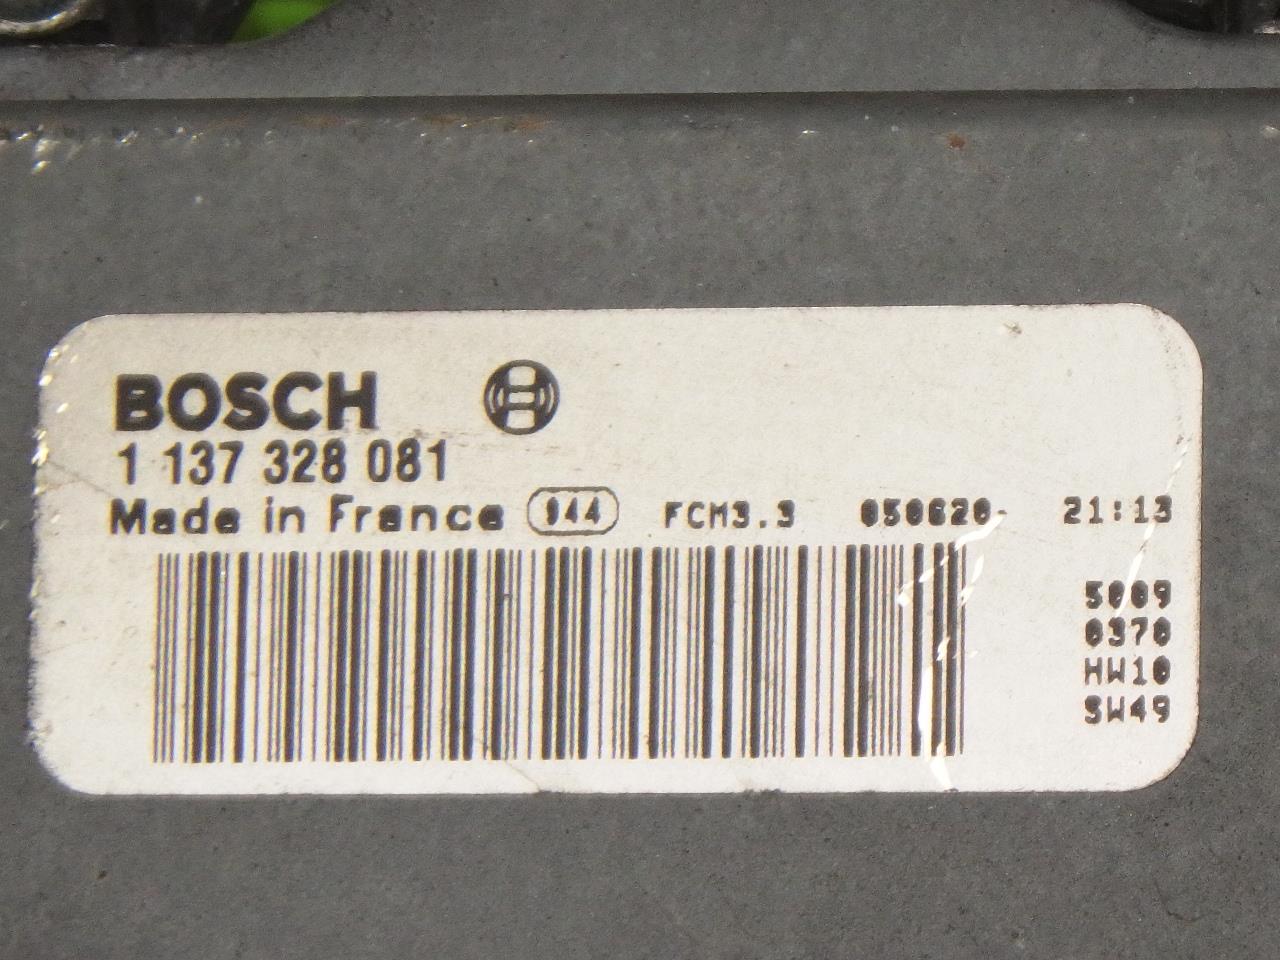 BOSCH
1 137 328 081
Made in France 944 FCM3.3 050620- 21:13
5009
0370
HW10
SW49